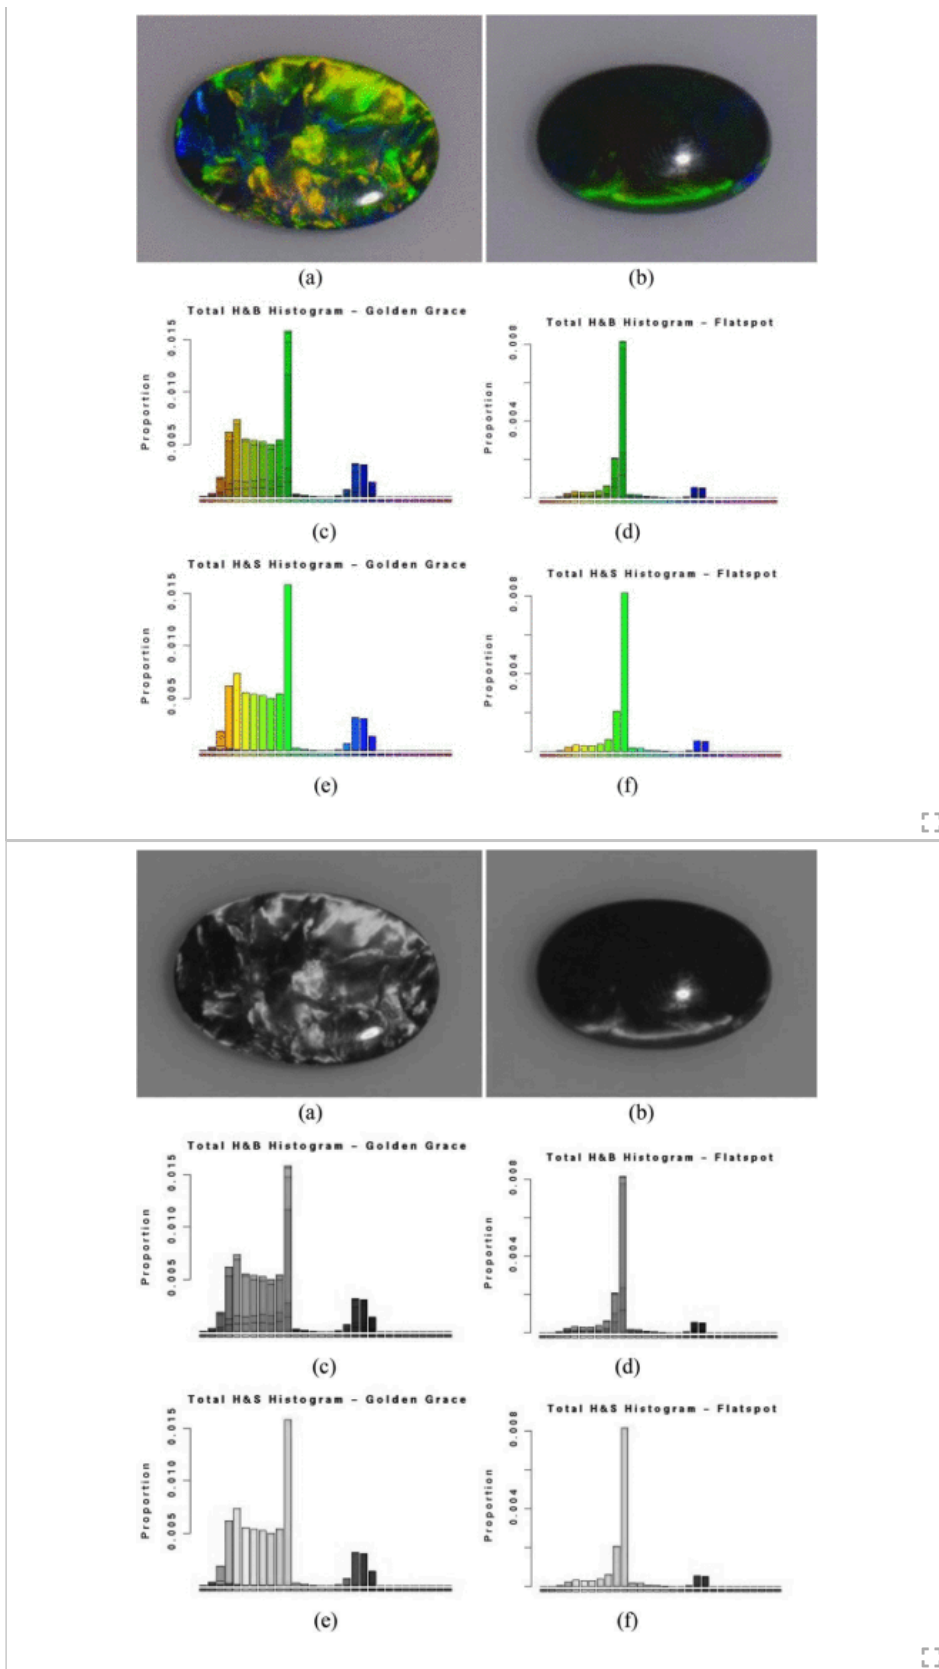 (a) (b)
Total H&B Histogram – Golden Grace
Proportion
0.005 0.010 0.015
Total H&B Histogram – Flatspot
Proportion
0.004 0.008
(c) (d)
Total H&S Histogram – Golden Grace
Proportion
0.005 0.010 0.015
Total H&S Histogram – Flatspot
Proportion
0.004 0.008
(e) (f)
(a) (b)
Total H&B Histogram – Golden Grace
Proportion
0.005 0.010 0.015
Total H&B Histogram – Flatspot
Proportion
0.004 0.008
(c) (d)
Total H&S Histogram – Golden Grace
Proportion
0.005 0.010 0.015
Total H&S Histogram – Flatspot
Proportion
0.004 0.008
(e) (f)